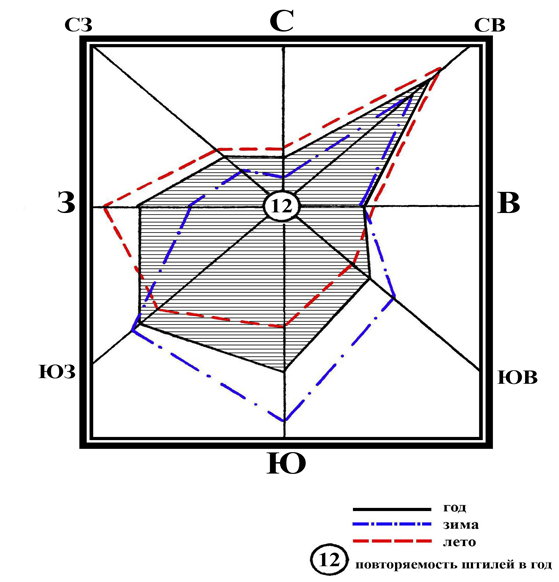 СЗ
С
СВ
З
12
В
ЮЗ
ЮВ
Ю
год
зима
лето
12 повторяемость штилей в год